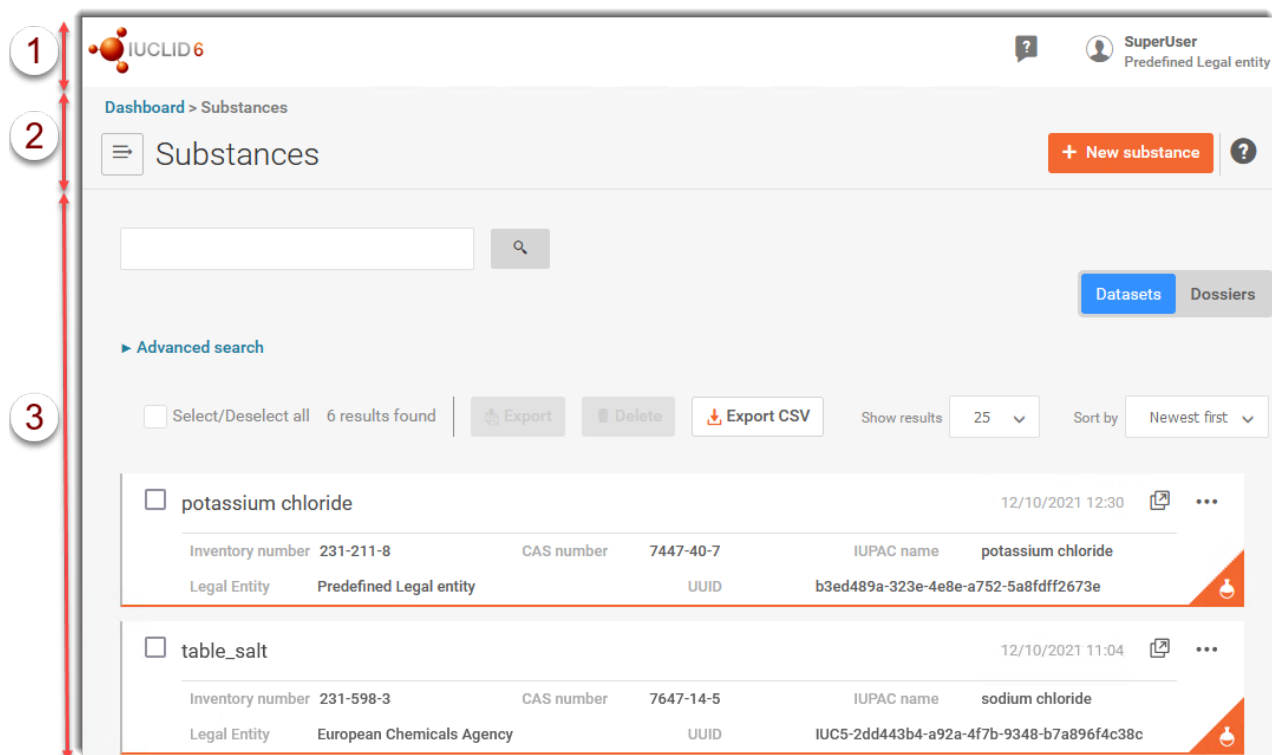 1
IUCLID 6
?
SuperUser
Predefined Legal entity
2
Dashboard > Substances
Substances
+ New substance
?
3
Datasets Dossiers
► Advanced search
Select/Deselect all 6 results found Export Delete Export CSV Show results 25 Sort by Newest first
potassium chloride 12/10/2021 12:30 •••
Inventory number 231-211-8 CAS number 7447-40-7 IUPAC name potassium chloride
Legal Entity Predefined Legal entity UUID b3ed489a-323e-4e8e-a752-5a8fdff2673e
table_salt 12/10/2021 11:04 •••
Inventory number 231-598-3 CAS number 7647-14-5 IUPAC name sodium chloride
Legal Entity European Chemicals Agency UUID IUC5-2dd443b4-a92a-4f7b-9348-b7a896f4c38c